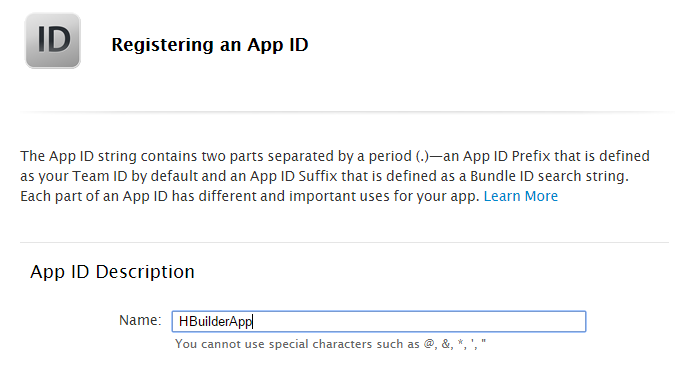 ID
Registering an App ID
The App ID string contains two parts separated by a period (.)—an App ID Prefix that is defined
as your Team ID by default and an App ID Suffix that is defined as a Bundle ID search string.
Each part of an App ID has different and important uses for your app. Learn More
App ID Description
Name: HBuilderApp
You cannot use special characters such as @, &, *, ', "